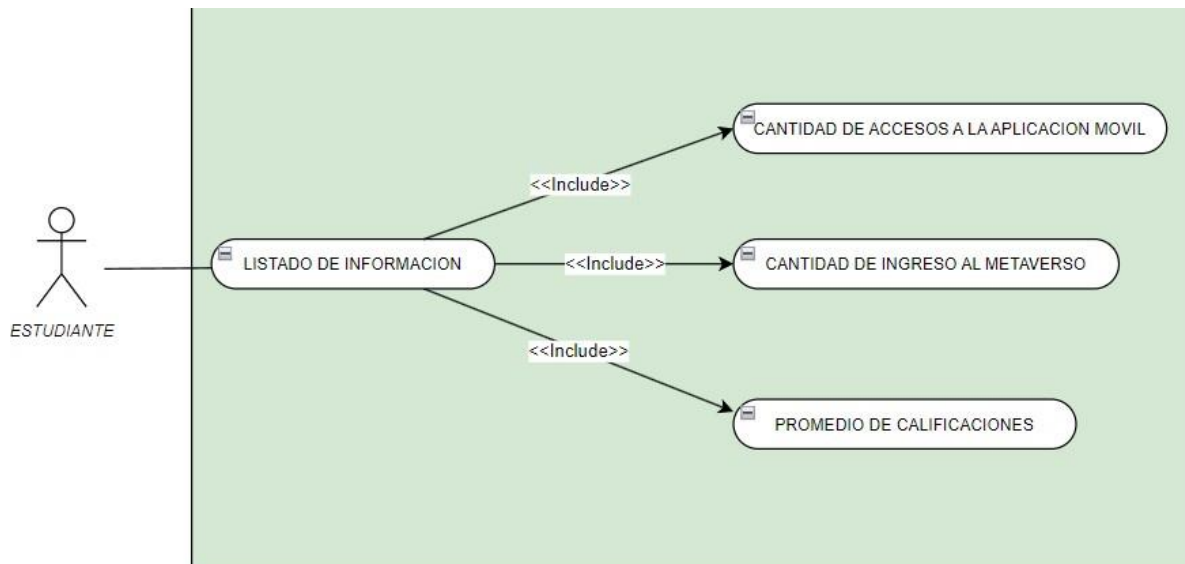 CANTIDAD DE ACCESOS A LA APLICACION MOVIL
<<Include>>
ESTUDIANTE
LISTADO DE INFORMACION
<<Include>>
CANTIDAD DE INGRESO AL METAVERSO
<<Include>>
PROMEDIO DE CALIFICACIONES